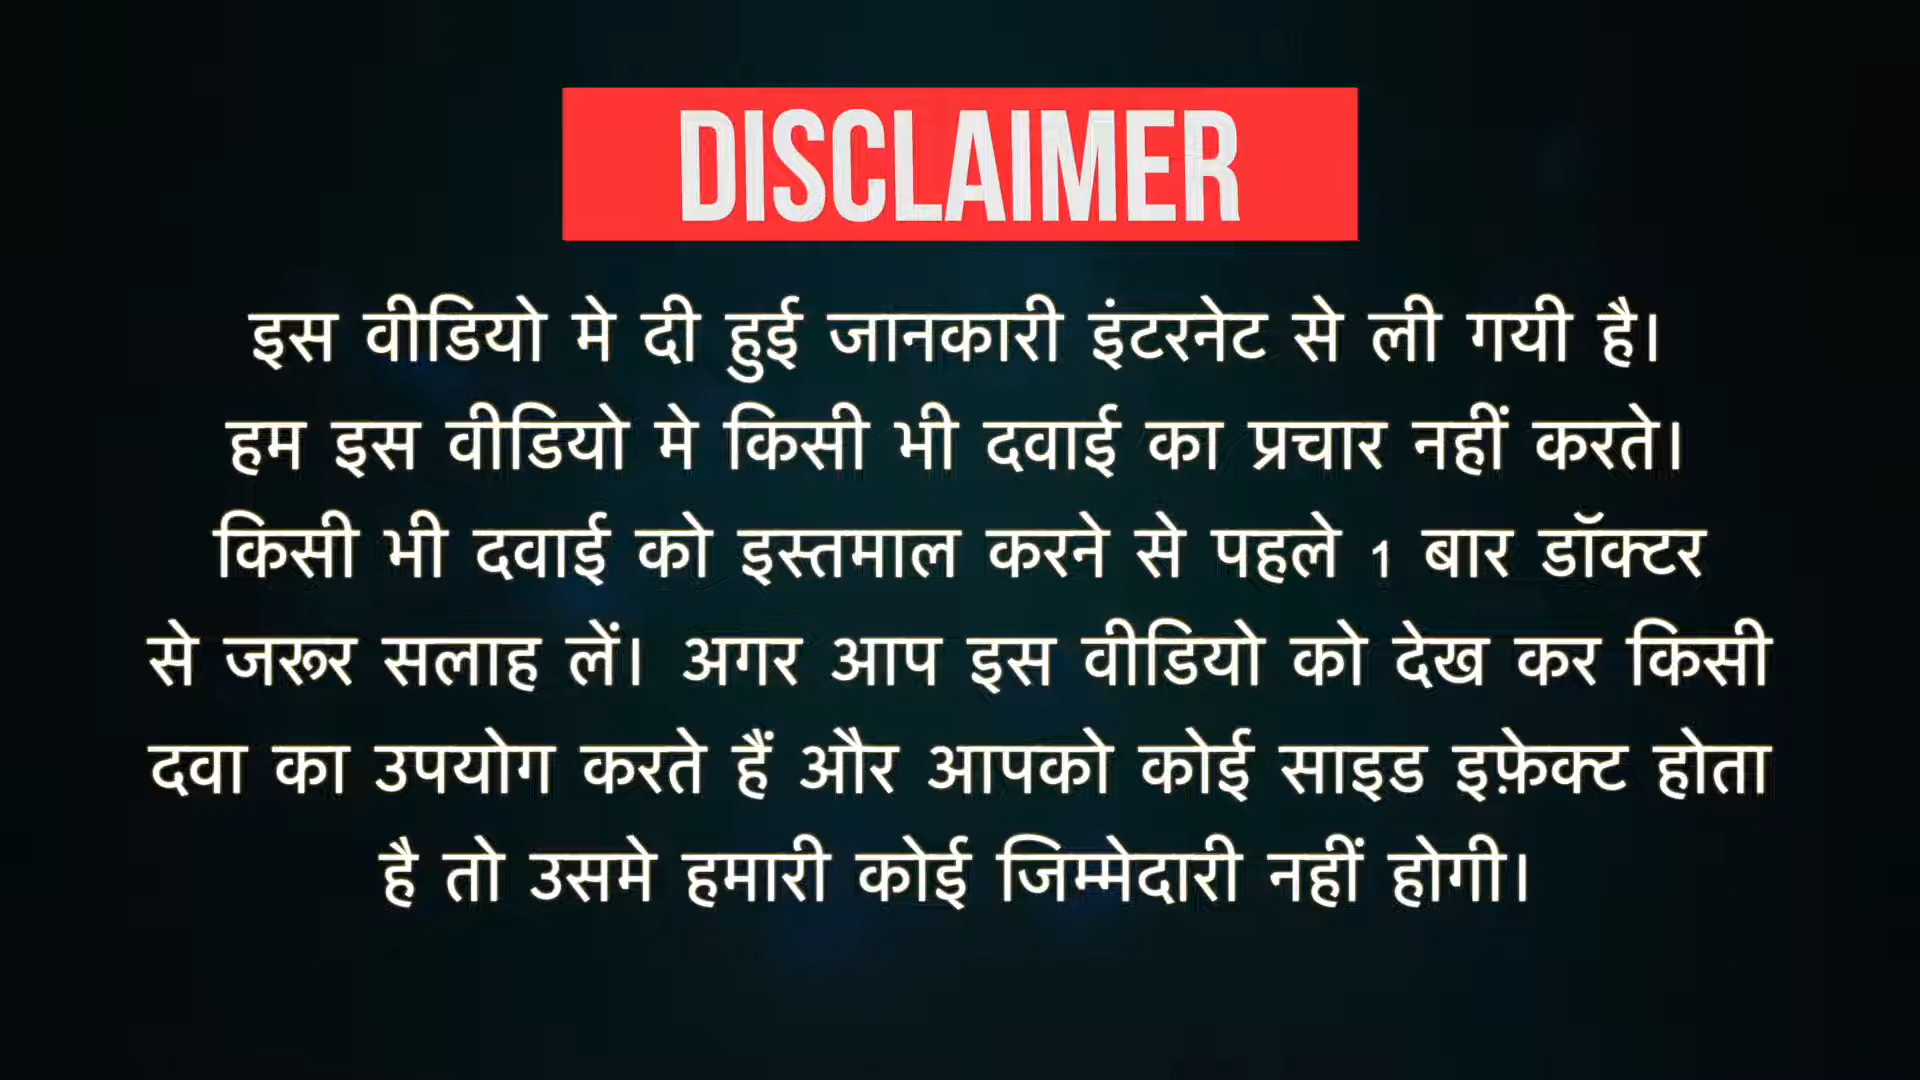 DISCLAIMER
इस वीडियो मे दी हुई जानकारी इंटरनेट से ली गयी है।
हम इस वीडियो मे किसी भी दवाई का प्रचार नहीं करते।
किसी भी दवाई को इस्तमाल करने से पहले 1 बार डॉक्टर
से जरूर सलाह लें। अगर आप इस वीडियो को देख कर किसी
दवा का उपयोग करते हैं और आपको कोई साइड इफ़ेक्ट होता
है तो उसमे हमारी कोई जिम्मेदारी नहीं होगी।